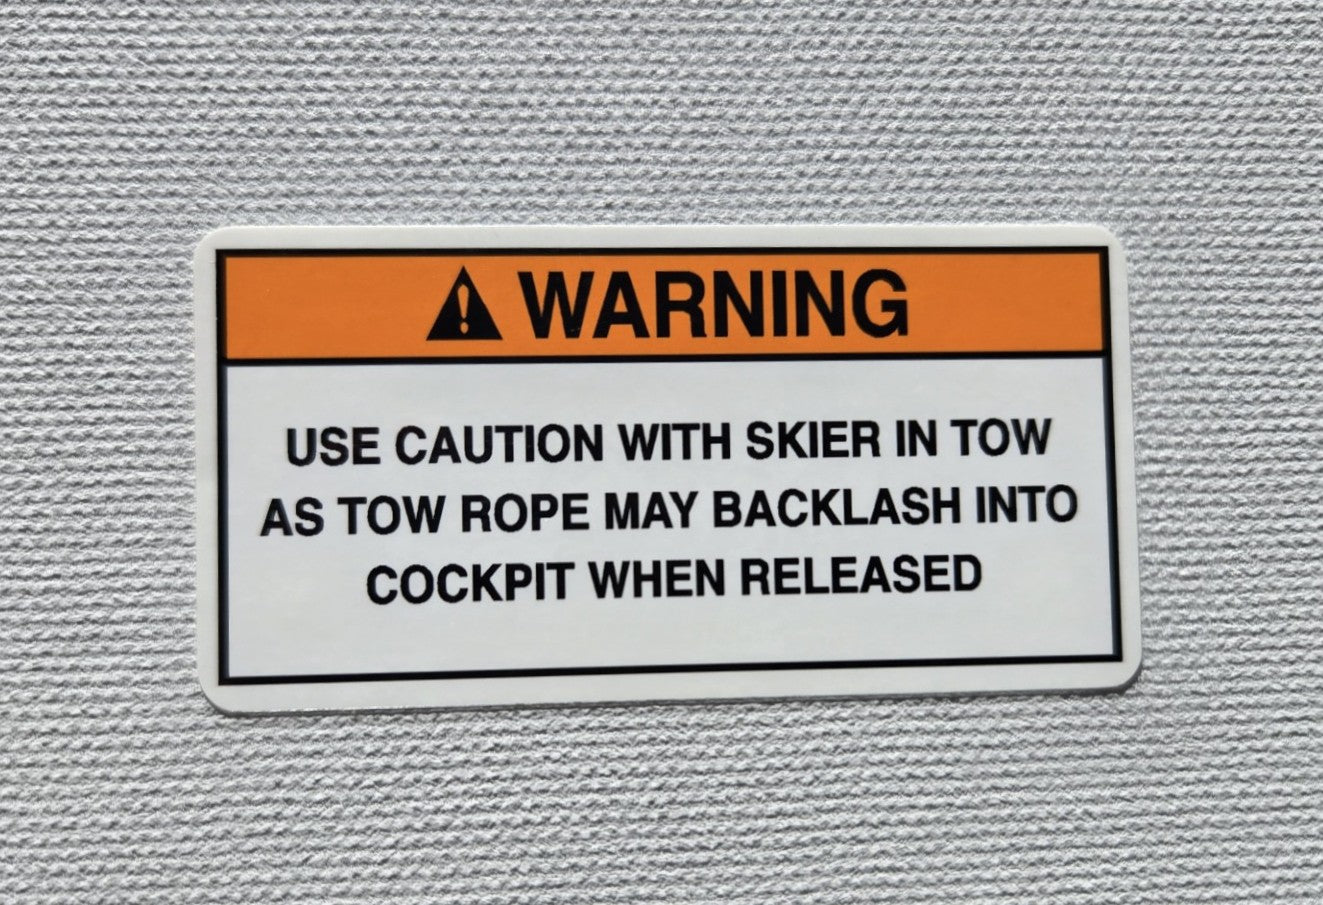 WARNING
USE CAUTION WITH SKIER IN TOW
AS TOW ROPE MAY BACKLASH INTO
COCKPIT WHEN RELEASED